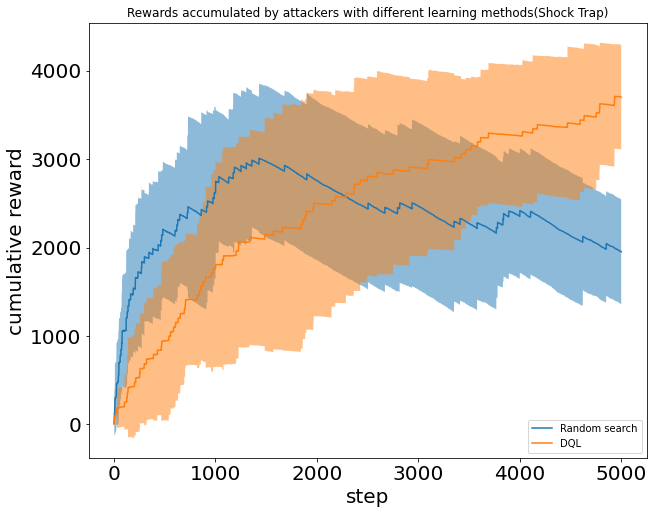 Rewards accumulated by attackers with different learning methods(Shock Trap)
cumulative reward
4000
3000
2000
1000
0
0 1000 2000 3000 4000 5000
step
Random search
DQL